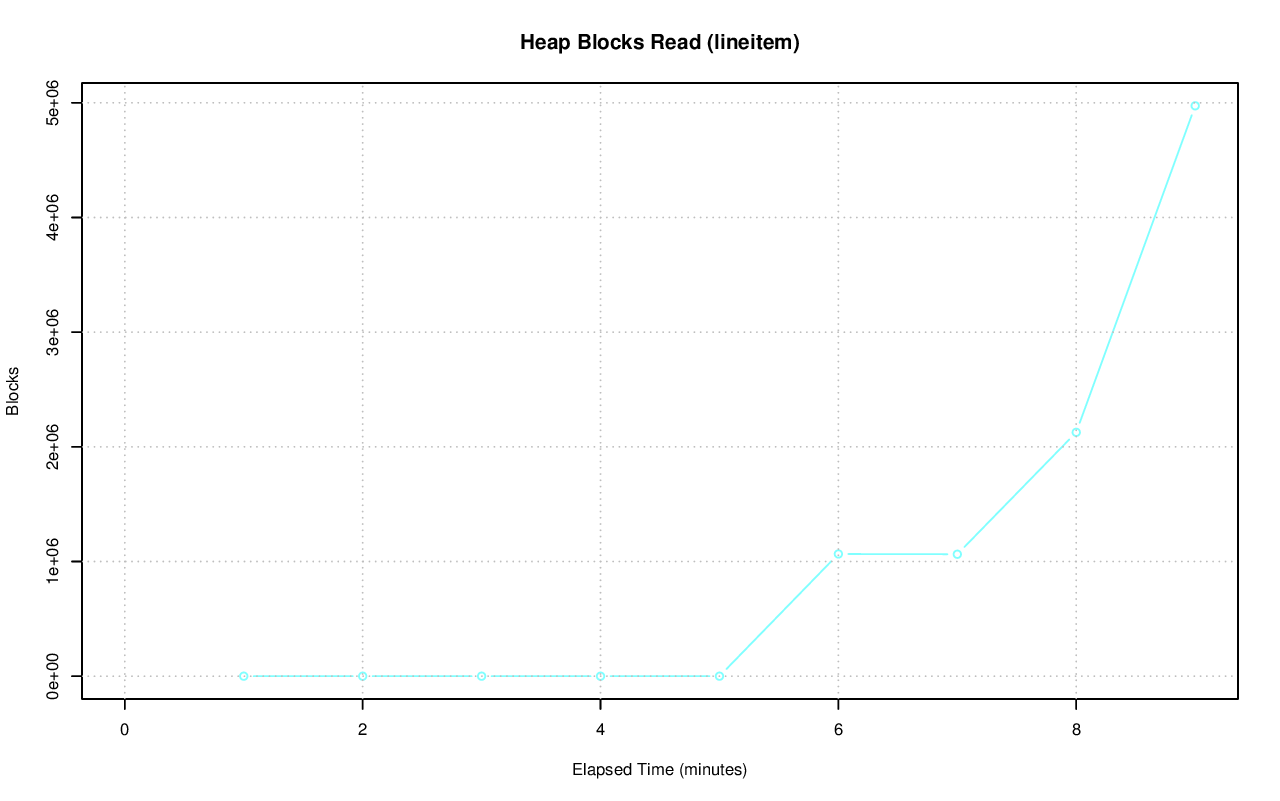 Heap Blocks Read (lineitem)
5e+06
4e+06
3e+06
2e+06
1e+06
0e+00
Blocks
0 2 4 6 8
Elapsed Time (minutes)